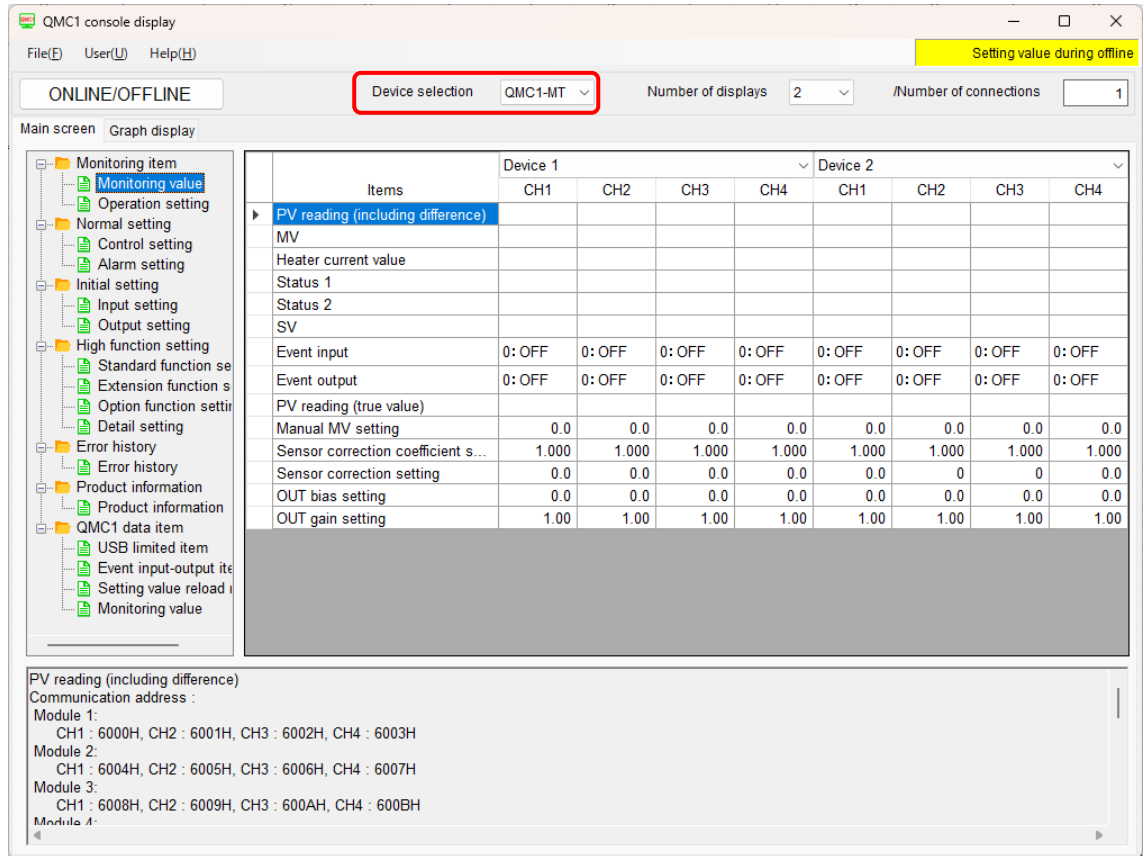 QMC1 console display
File(F) User(U) Help(H)
Setting value during offline
ONLINE/OFFLINE Device selection QMC1-MT Number of displays 2 /Number of connections 1
Main screen Graph display
Monitoring item
Monitoring value
Operation setting
Normal setting
Control setting
Alarm setting
Initial setting
Input setting
Output setting
High function setting
Standard function se
Extension function s
Option function settin
Detail setting
Error history
Error history
Product information
Product information
QMC1 data item
USB limited item
Event input-output ite
Setting value reload
Monitoring value
Device 1 Device 2
Items CH1 CH2 CH3 CH4 CH1 CH2 CH3 CH4
PV reading (including difference)
MV
Heater current value
Status 1
Status 2
SV
Event input 0: OFF 0: OFF 0: OFF 0: OFF 0: OFF 0: OFF 0: OFF 0: OFF
Event output 0: OFF 0: OFF 0: OFF 0: OFF 0: OFF 0: OFF 0: OFF 0: OFF
PV reading (true value)
Manual MV setting 0.0 0.0 0.0 0.0 0.0 0.0 0.0 0.0
Sensor correction coefficient s... 1.000 1.000 1.000 1.000 1.000 1.000 1.000 1.000
Sensor correction setting 0.0 0.0 0.0 0.0 0.0 0 0 0.0
OUT bias setting 0.0 0.0 0.0 0.0 0.0 0.0 0.0 0.0
OUT gain setting 1.00 1.00 1.00 1.00 1.00 1.00 1.00 1.00
PV reading (including difference)
Communication address :
Module 1:
CH1 : 6000H, CH2 : 6001H, CH3 : 6002H, CH4 : 6003H
Module 2:
CH1 : 6004H, CH2 : 6005H, CH3 : 6006H, CH4 : 6007H
Module 3:
CH1 : 6008H, CH2 : 6009H, CH3 : 600AH, CH4 : 600BH
Module 4: